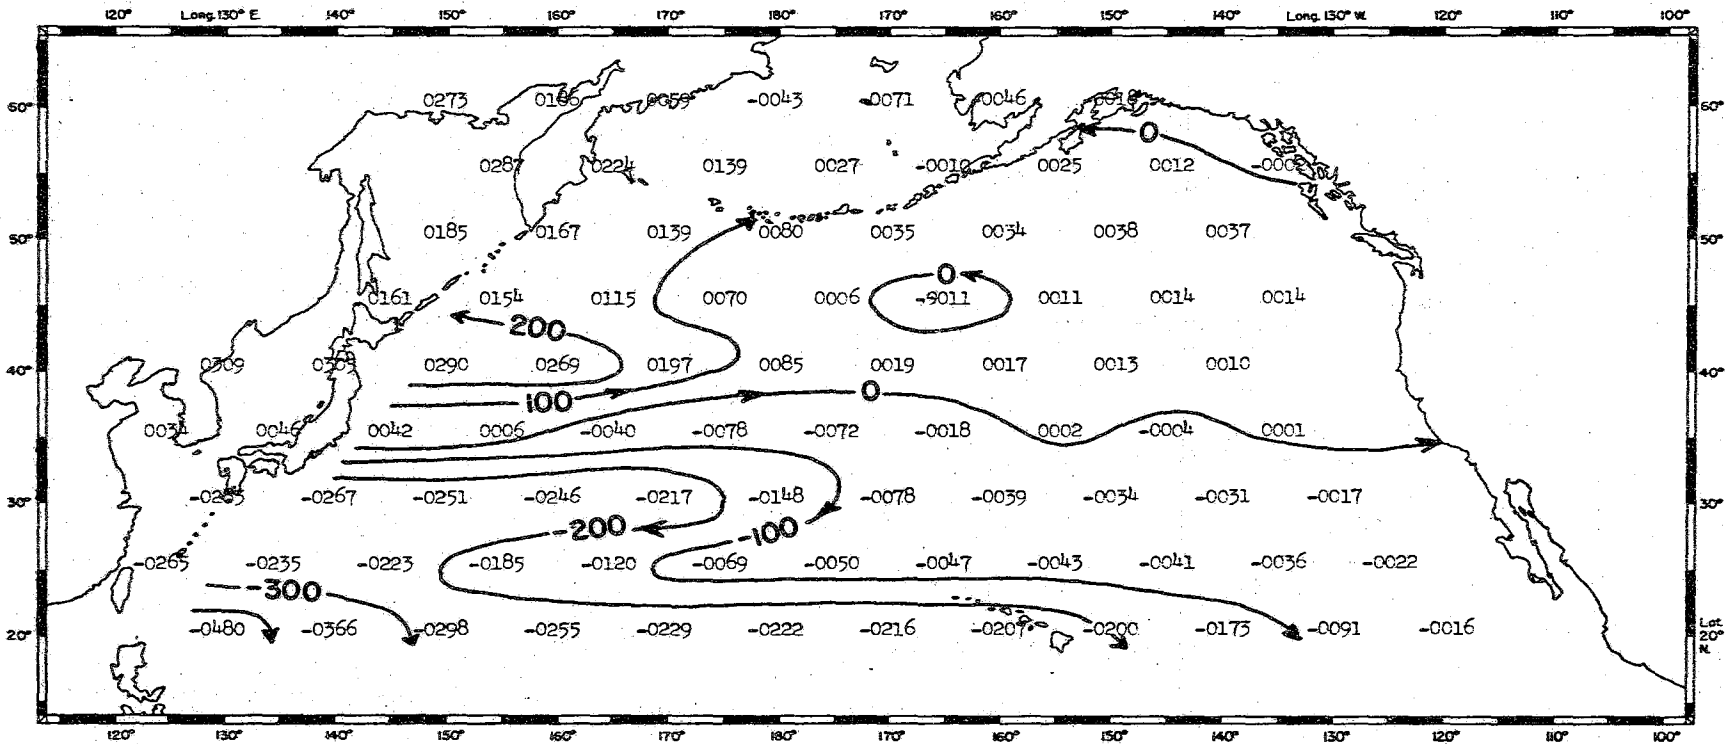 120° Long. 130° E. 140° 150° 160° 170° 180° 170° 160° 150° 140° Long. 130° W. 120° 110° 100°
60° 0273 0166 0059 -0043 -0071 -0046 -0018 60°
0
0287 0224 0139 0027 -0010 0025 0012
50° 0185 0167 0139 0080 0035 0034 0038 0037 50°
0
0161 0154 0115 0070 0006 -9011 0011 0014 0014
200
40° 0309 0309 0290 0269 0197 0085 0019 0017 0013 0010 40°
100 0
0034 0046 0042 0006 -0040 -0078 -0072 -0018 0002 -0004 0001
30° -0263 -0267 -0251 -0246 -0217 -0148 -0078 -0039 -0034 -0031 -0017 30°
-200 -100
-0265 -0235 -0223 -0185 -0120 -0069 -0050 -0047 -0043 -0041 -0036 -0022
-300
20° -0480 -0366 -0298 -0255 -0229 -0222 -0216 -0207 -0200 -0173 -0091 -0016 Lat. 20° N.
120° 130° 140° 150° 160° 170° 180° 170° 160° 150° 140° 130° 120° 110° 100°